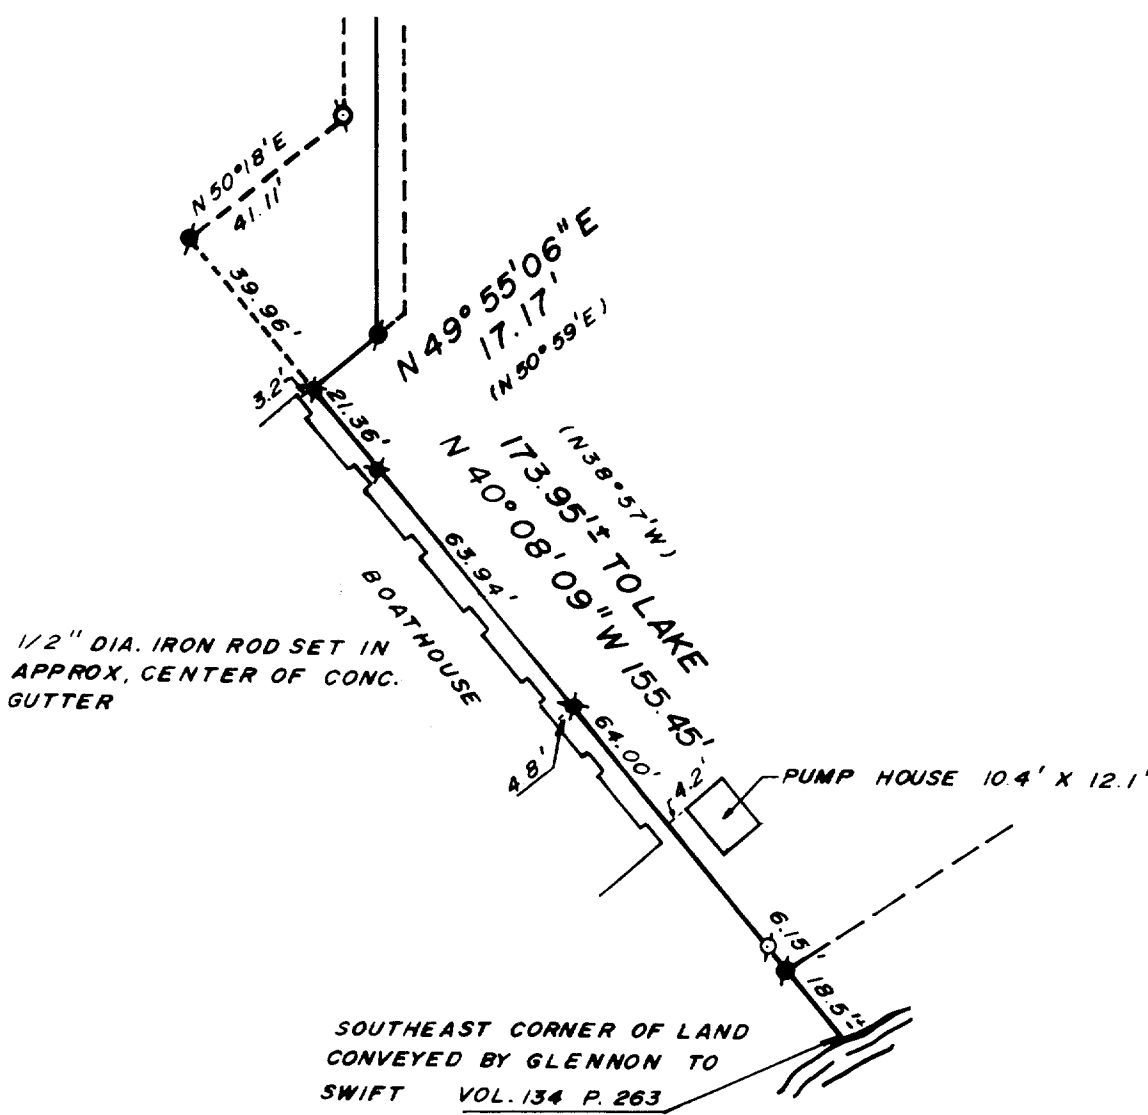 N 50°18'E
41.11'
39.96'
N 49° 55'06"E
17.17'
(N 50°59'E)
3.2'
21.36'
(N38°57'W)
173.95'± TO LAKE
N 40°08'09"W 155.45'
63.94'
BOATHOUSE
1/2" DIA. IRON ROD SET IN
APPROX, CENTER OF CONC.
GUTTER
64.00'
4.8'
4.2'
PUMP HOUSE 10.4' X 12.1'
6.15'
18.5'±
SOUTHEAST CORNER OF LAND
CONVEYED BY GLENNON TO
SWIFT VOL. 134 P. 263